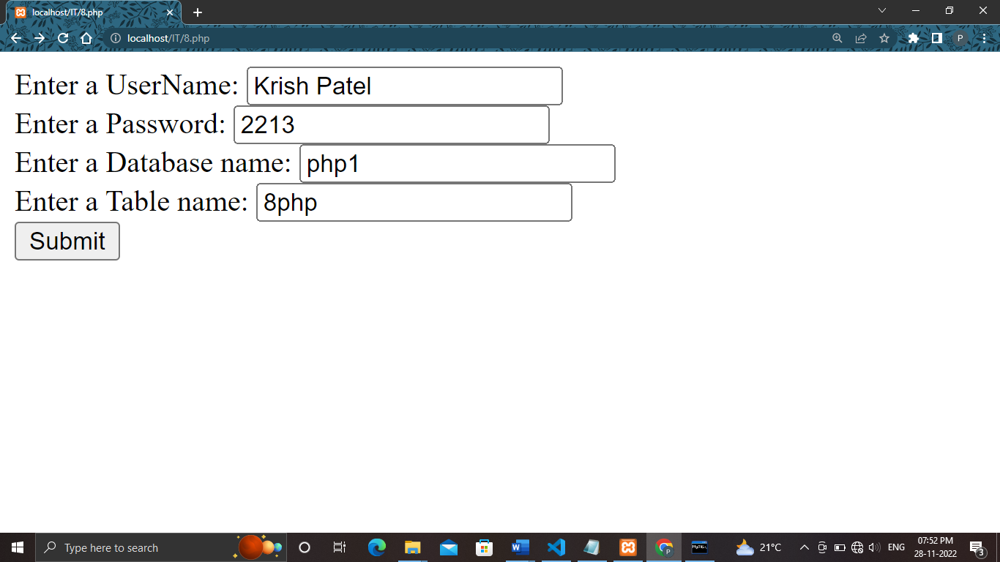 localhost/IT/8.php
localhost/IT/8.php
P
Enter a UserName: Krish Patel
Enter a Password: 2213
Enter a Database name: php1
Enter a Table name: 8php
Submit
Type here to search
W
P
MySQL
21°C
ENG
07:52 PM
28-11-2022
3